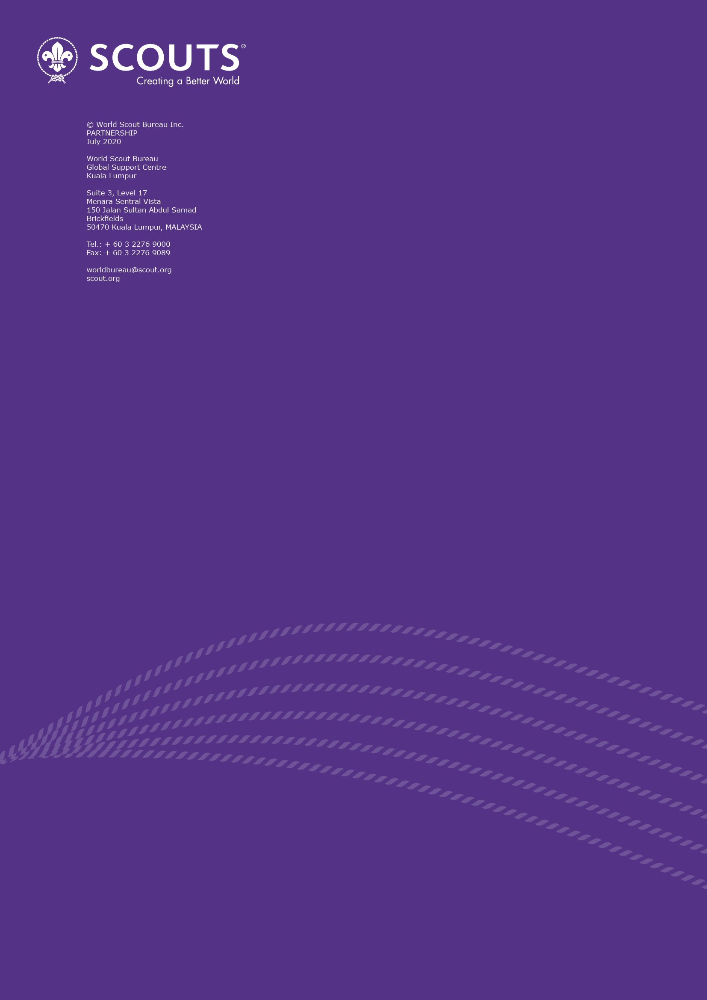 SCOUTS®
Creating a Better World
© World Scout Bureau Inc.
PARTNERSHIP
July 2020
World Scout Bureau
Global Support Centre
Kuala Lumpur
Suite 3, Level 17
Menara Sentral Vista
150 Jalan Sultan Abdul Samad
Brickfields
50470 Kuala Lumpur, MALAYSIA
Tel.: + 60 3 2276 9000
Fax: + 60 3 2276 9089
worldbureau@scout.org
scout.org